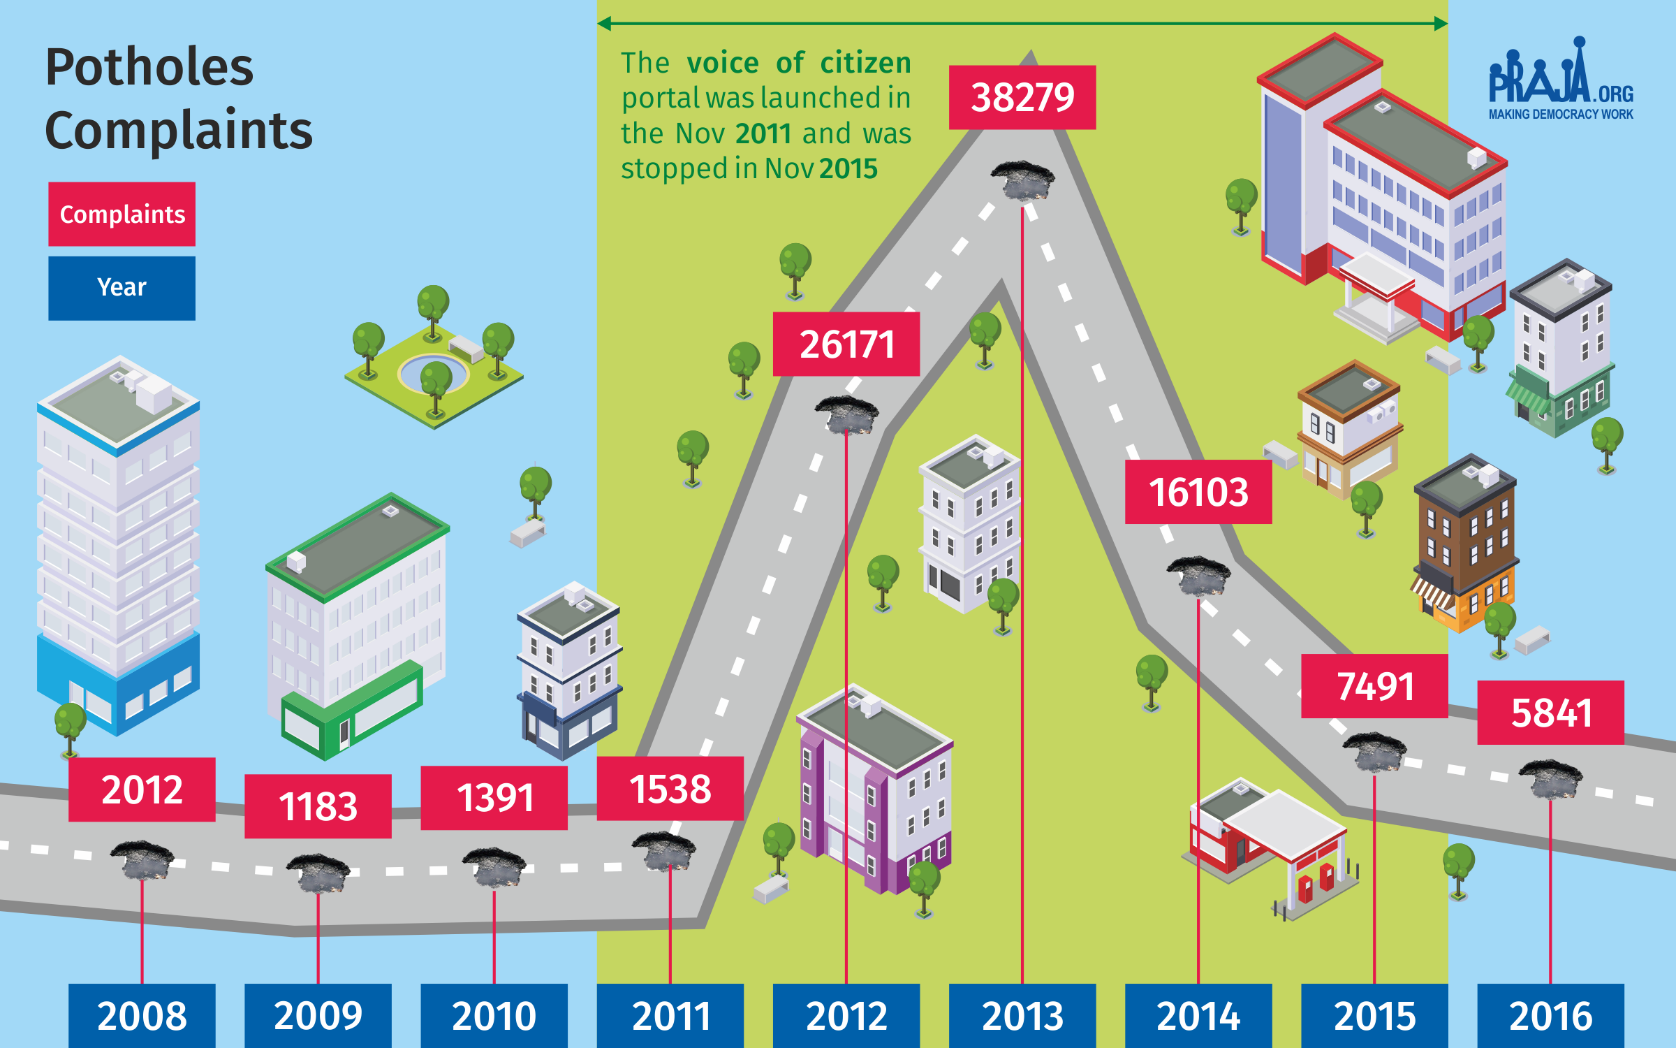 Potholes
Complaints
Complaints
Year
The voice of citizen
portal was launched in
the Nov 2011 and was
stopped in Nov 2015
PRAJA.ORG
MAKING DEMOCRACY WORK
38279
26171
16103
7491
5841
2012
1183
1391
1538
2008
2009
2010
2011
2012
2013
2014
2015
2016